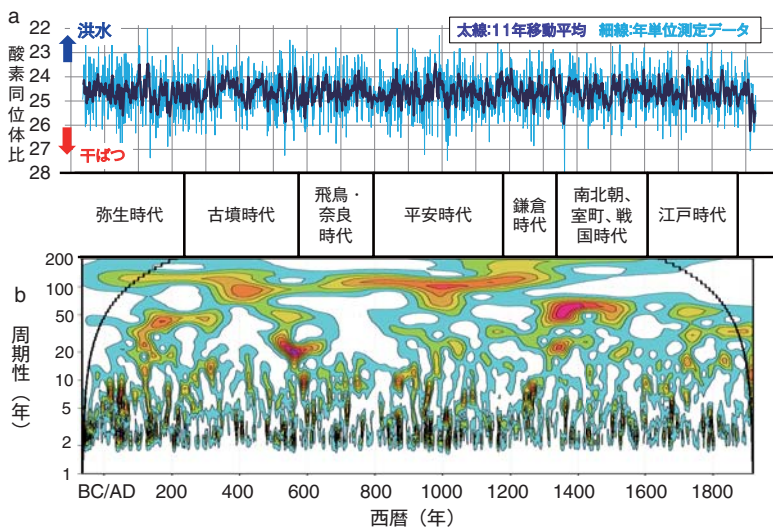 a
洪水
太線:11年移動平均 細線:年単位測定データ
酸素同位体比
22
23
24
25
26
27
28
干ばつ
弥生時代
古墳時代
飛鳥・
奈良
時代
平安時代
鎌倉
時代
南北朝、
室町、戦
国時代
江戸時代
b
周期性（年）
200
100
50
20
10
5
2
1
BC/AD 200 400 600 800 1000 1200 1400 1600 1800
西暦（年）